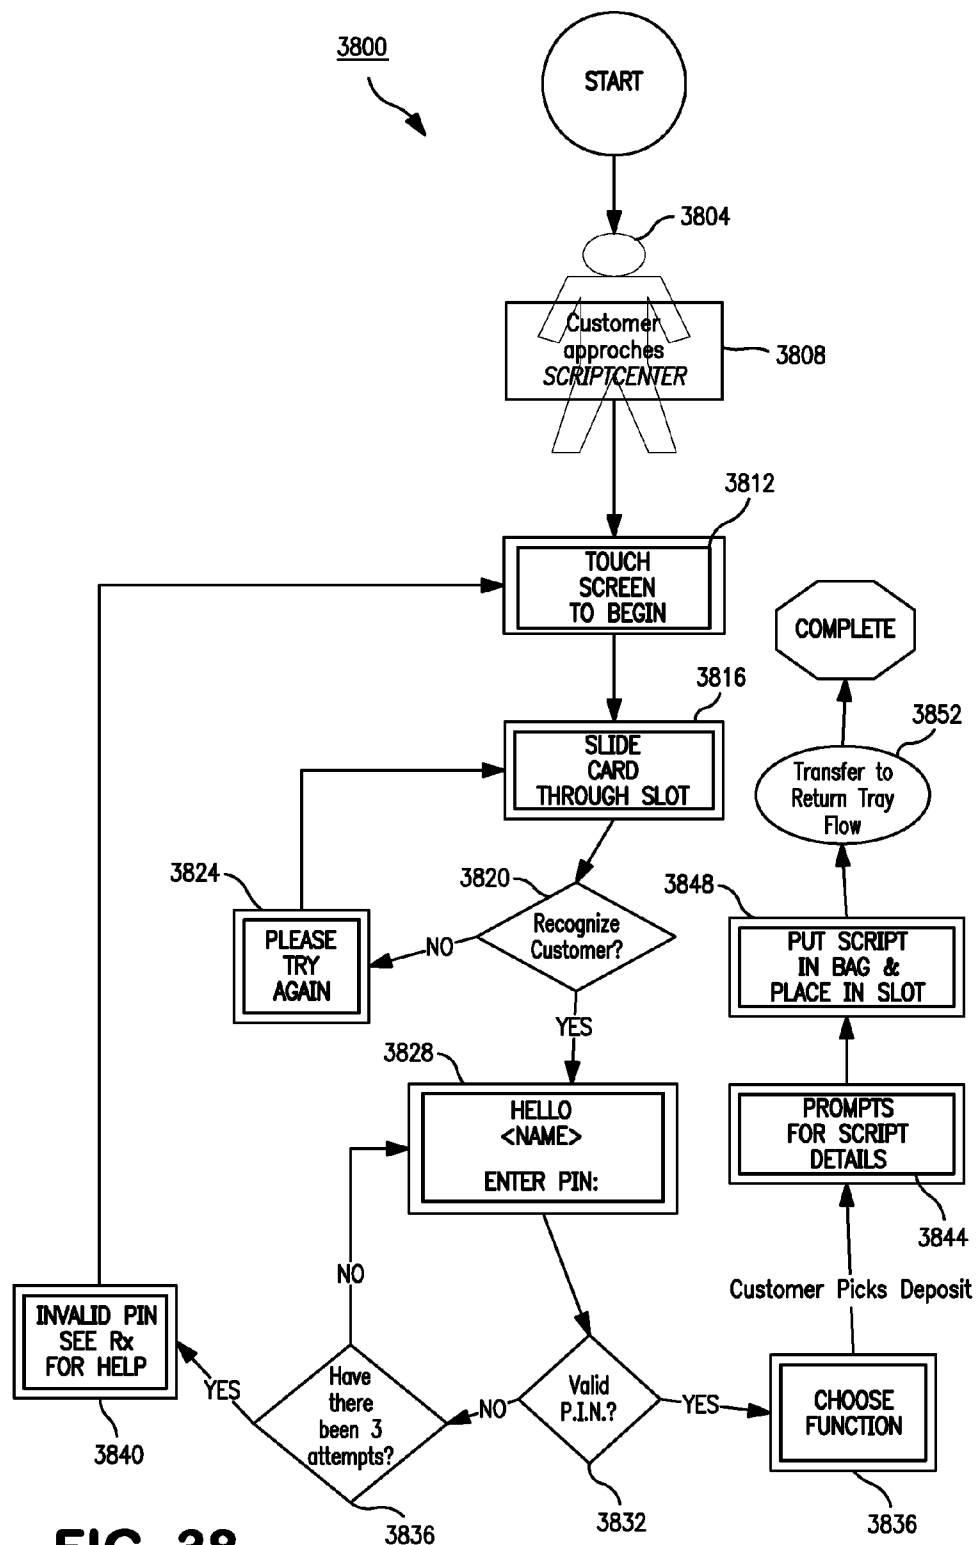 3800
START
3804
Customer
approches
SCRIPTCENTER
3808
3812
TOUCH
SCREEN
TO BEGIN
COMPLETE
3816
SLIDE
CARD
THROUGH SLOT
3852
Transfer to
Return Tray
Flow
3824
PLEASE
TRY
AGAIN
NO
3820
Recognize
Customer?
YES
3848
PUT SCRIPT
IN BAG &
PLACE IN SLOT
3828
HELLO
<NAME>
ENTER PIN:
PROMPTS
FOR SCRIPT
DETAILS
3844
Customer Picks Deposit
NO
INVALID PIN
SEE Rx
FOR HELP
3840
YES
Have
there
been 3
attempts?
3836
NO
Valid
P.I.N.?
3832
YES
CHOOSE
FUNCTION
3836
FIG. 38